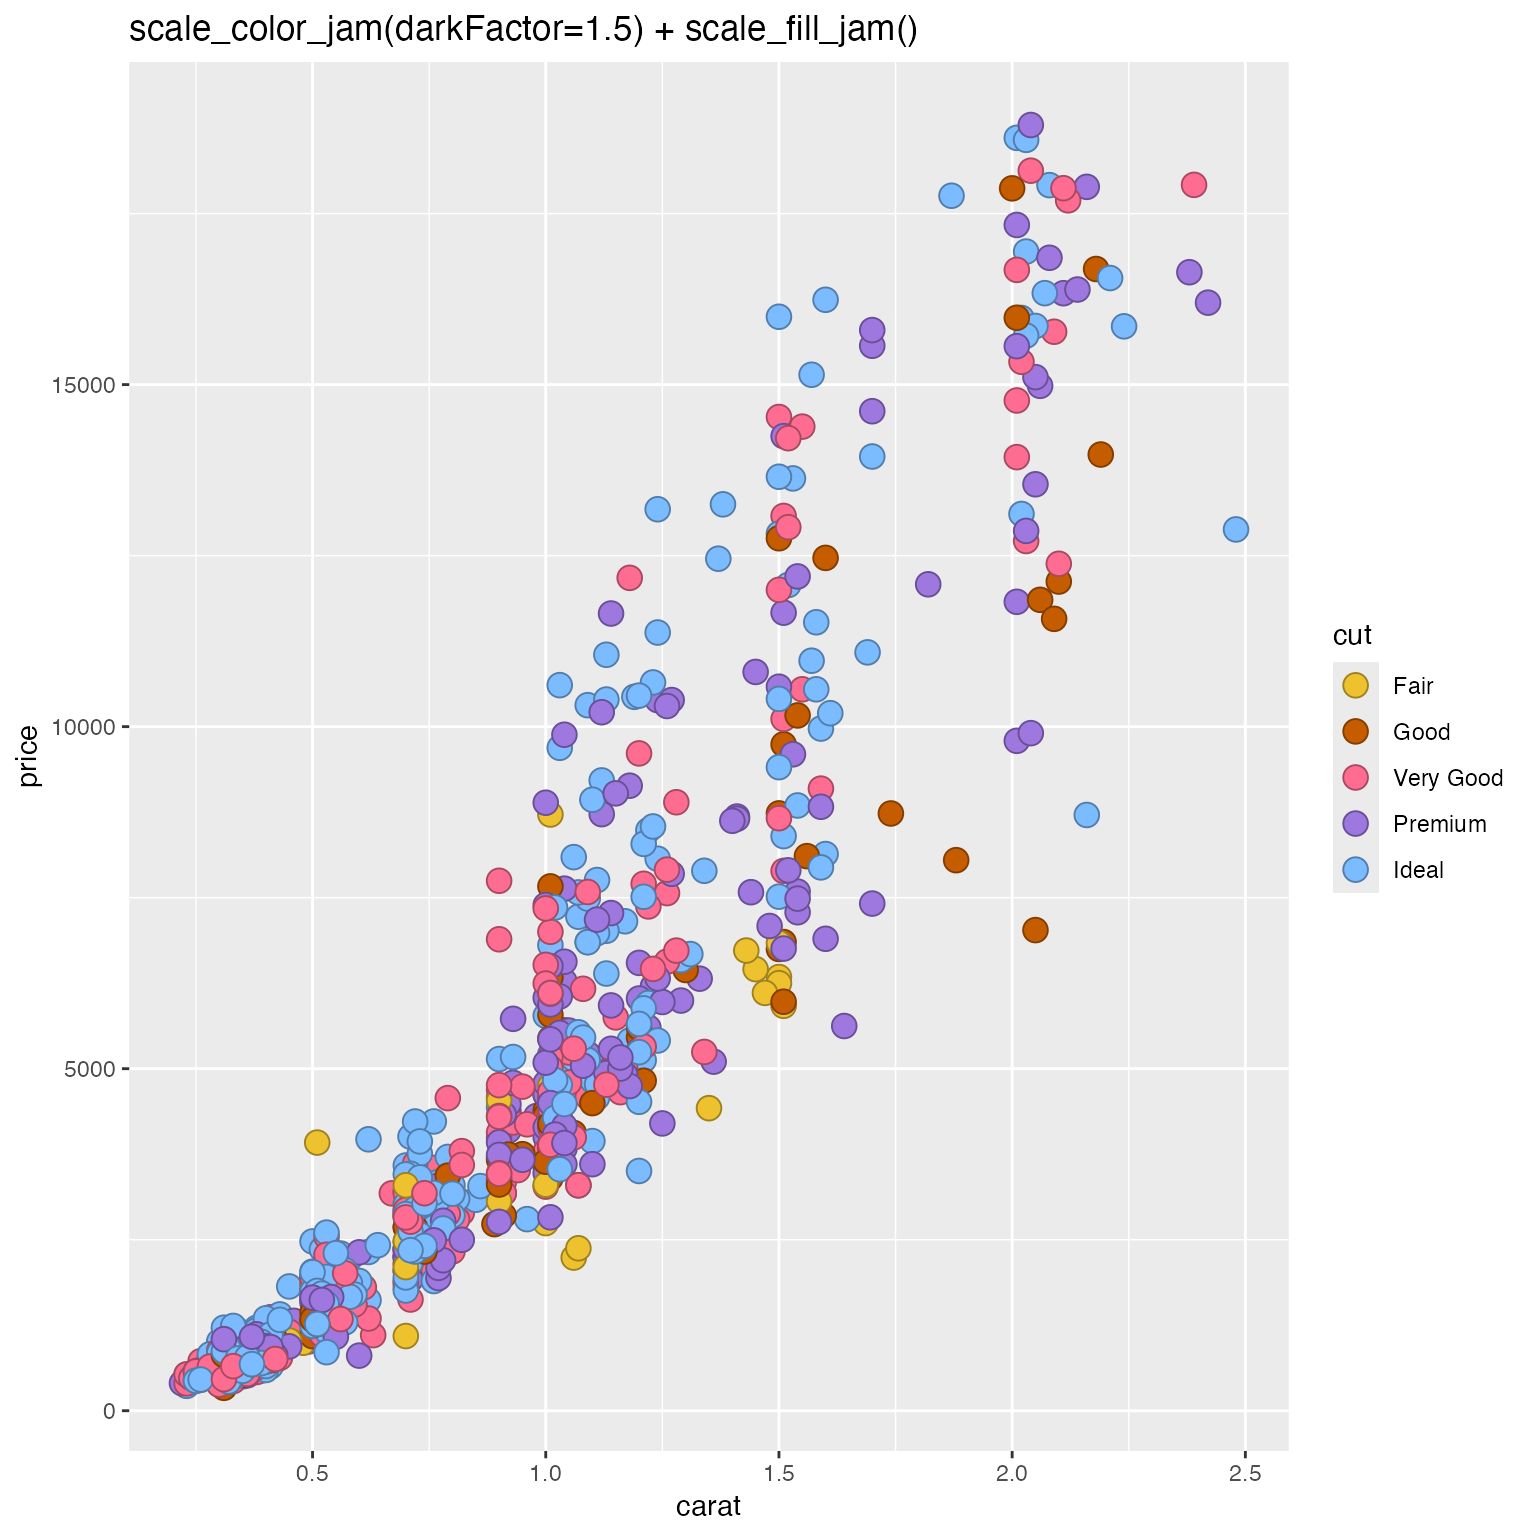 scale_color_jam(darkFactor=1.5) + scale_fill_jam()
price
15000
10000
5000
0
0.5 1.0 1.5 2.0 2.5
carat
cut
Fair
Good
Very Good
Premium
Ideal